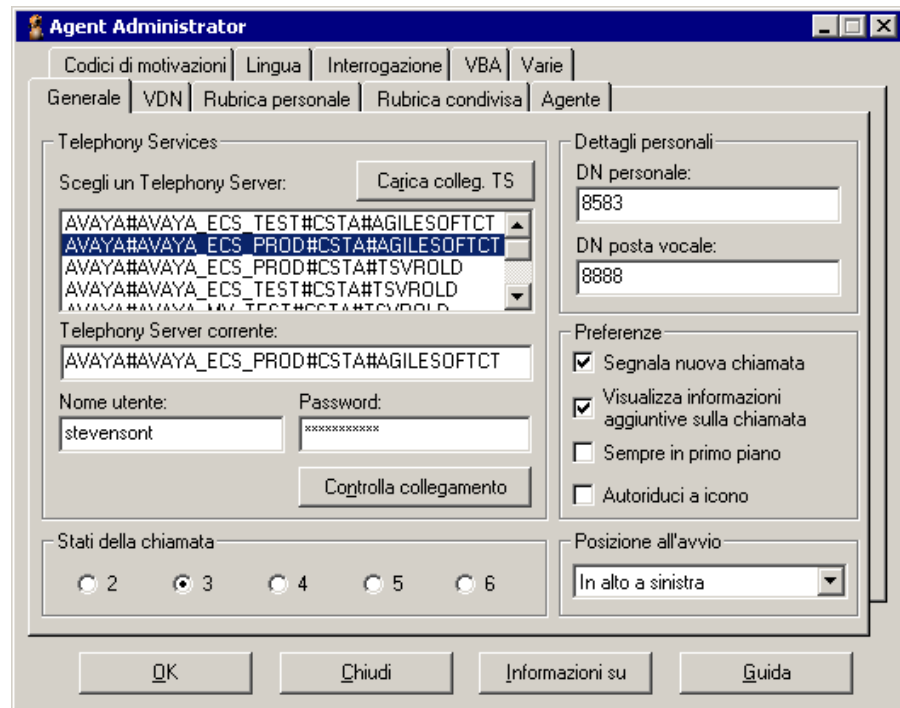 Agent Administrator
Codici di motivazioni Lingua Interrogazione VBA Varie
Generale VDN Rubrica personale Rubrica condivisa Agente
Telephony Services
Scegli un Telephony Server:
Carica colleg. TS
AVAYA#AVAYA_ECS_TEST#CSTA#AGILESOFTCT
AVAYA#AVAYA_ECS_PROD#CSTA#AGILESOFTCT
AVAYA#AVAYA_ECS_PROD#CSTA#TSVROLD
AVAYA#AVAYA_ECS_TEST#CSTA#TSVROLD
Telephony Server corrente:
AVAYA#AVAYA_ECS_PROD#CSTA#AGILESOFTCT
Nome utente:
Password:
stevensont
xxxxxxxxxxx
Controlla collegamento
Dettagli personali
DN personale:
8583
DN posta vocale:
8888
Preferenze
Segnala nuova chiamata
Visualizza informazioni
aggiuntive sulla chiamata
Sempre in primo piano
Autoriduci a icono
Stati della chiamata
2 3 4 5 6
Posizione all'avvio
In alto a sinistra
OK Chiudi Informazioni su Guida